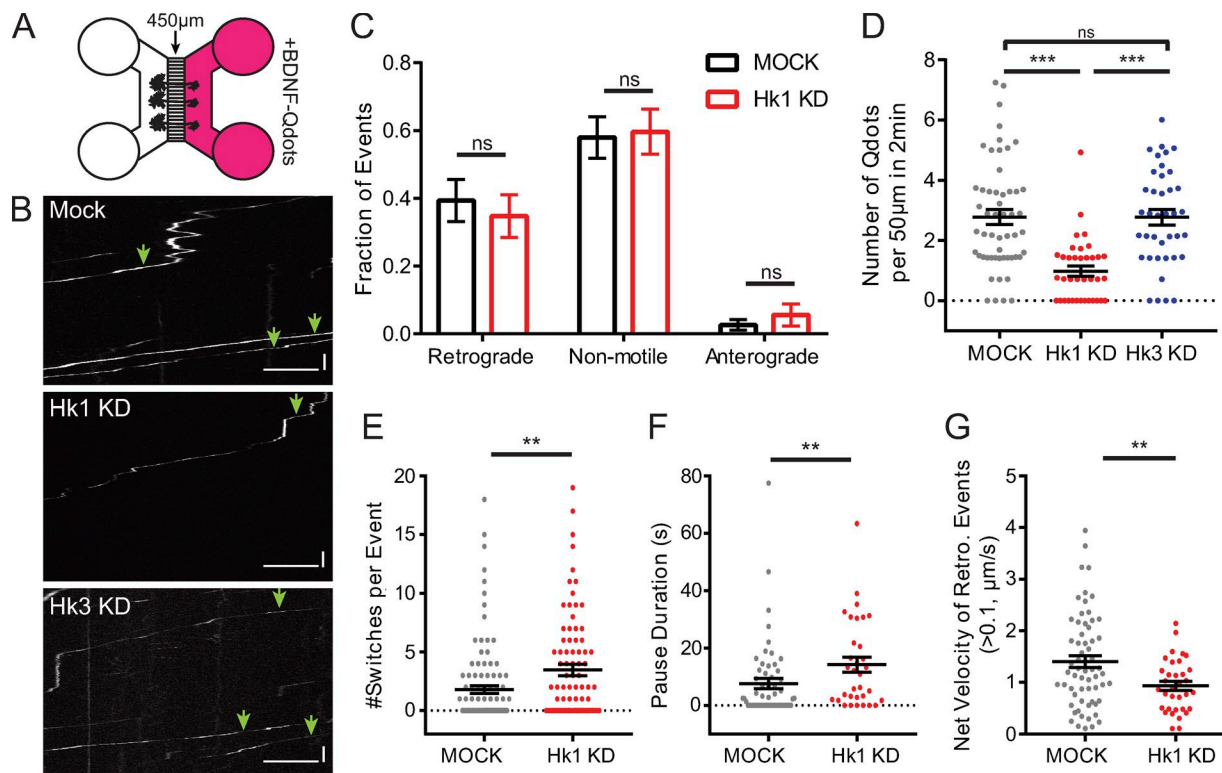 A
450µm
+BDNF-Qdots
B
Mock
Hk1 KD
Hk3 KD
C
Fraction of Events
0.8
0.6
0.4
0.2
0.0
ns
ns
ns
MOCK
Hk1 KD
Retrograde
Non-motile
Anterograde
D
Number of Qdots
per 50µm in 2min
8
6
4
2
0
ns
***
***
MOCK
Hk1 KD
Hk3 KD
E
#Switches per Event
20
15
10
5
0
**
MOCK
Hk1 KD
F
Pause Duration (s)
80
60
40
20
0
**
MOCK
Hk1 KD
G
Net Velocity of Retro. Events
(>0.1, µm/s)
5
4
3
2
1
0
**
MOCK
Hk1 KD